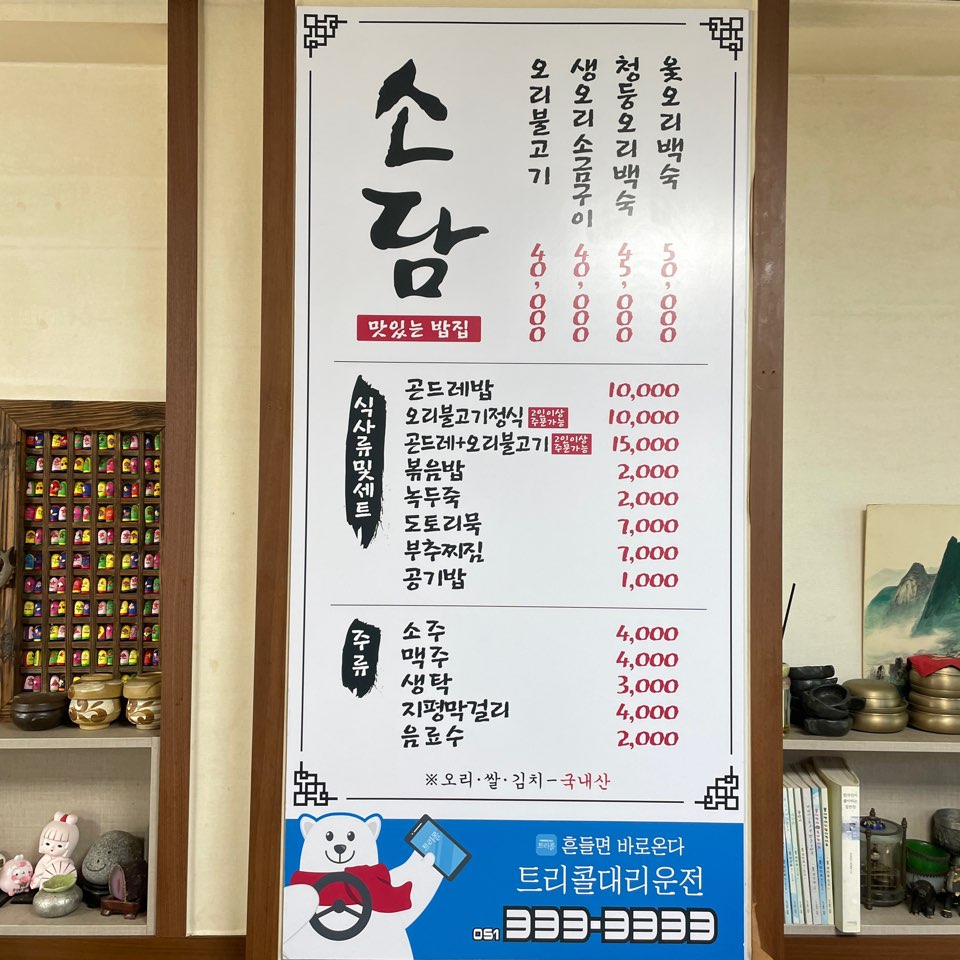 소담
맛있는 밥집
오리불고기 40,000
생오리 소금구이 40,000
청둥오리백숙 45,000
옻오리백숙 50,000
식사류및세트
곤드레밥 10,000
오리불고기정식 2인이상 주문가능 10,000
곤드레+오리불고기 2인이상 주문가능 15,000
볶음밥 2,000
녹두죽 2,000
도토리묵 7,000
부추찌짐 7,000
공기밥 1,000
주류
소주 4,000
맥주 4,000
생탁 3,000
지평막걸리 4,000
음료수 2,000
※오리·쌀·김치-국내산
트리콜
트리콜 흔들면 바로온다
트리콜대리운전
051 333-3333